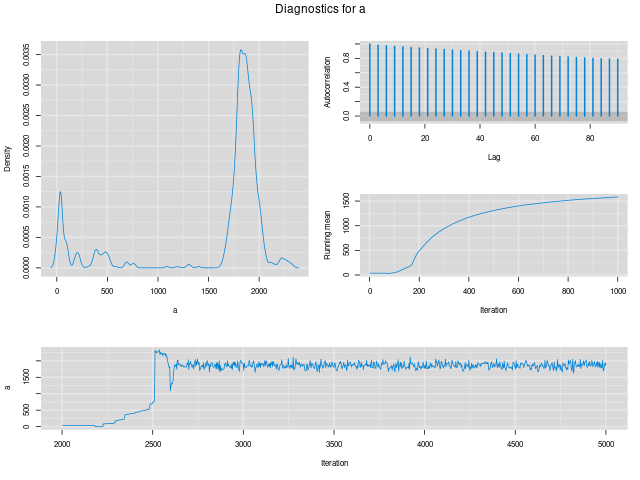 Diagnostics for a
Density
0.0000 0.0005 0.0010 0.0015 0.0020 0.0025 0.0030 0.0035
0 500 1000 1500 2000
a
Autocorrelation
0.0 0.4 0.8
0 20 40 60 80
Lag
Running mean
0 500 1000 1500
0 200 400 600 800 1000
Iteration
a
0 500 1500
2000 2500 3000 3500 4000 4500 5000
Iteration